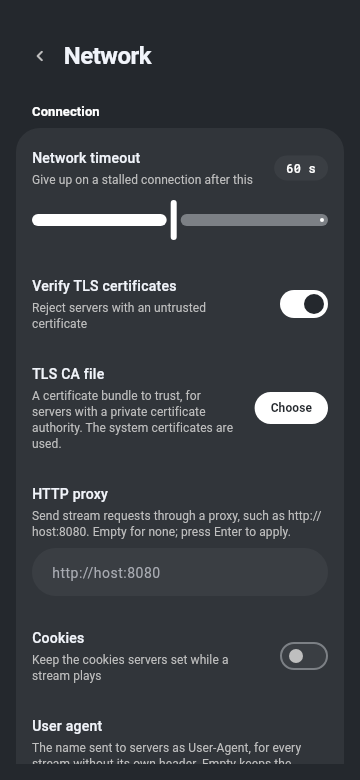 Network
Connection
Network timeout
60 s
Give up on a stalled connection after this
Verify TLS certificates
Reject servers with an untrusted
certificate
TLS CA file
A certificate bundle to trust, for
servers with a private certificate
authority. The system certificates are
used.
Choose
HTTP proxy
Send stream requests through a proxy, such as http://
host:8080. Empty for none; press Enter to apply.
http://host:8080
Cookies
Keep the cookies servers set while a
stream plays
User agent
The name sent to servers as User-Agent, for every
stream without its own header. Empty keeps the